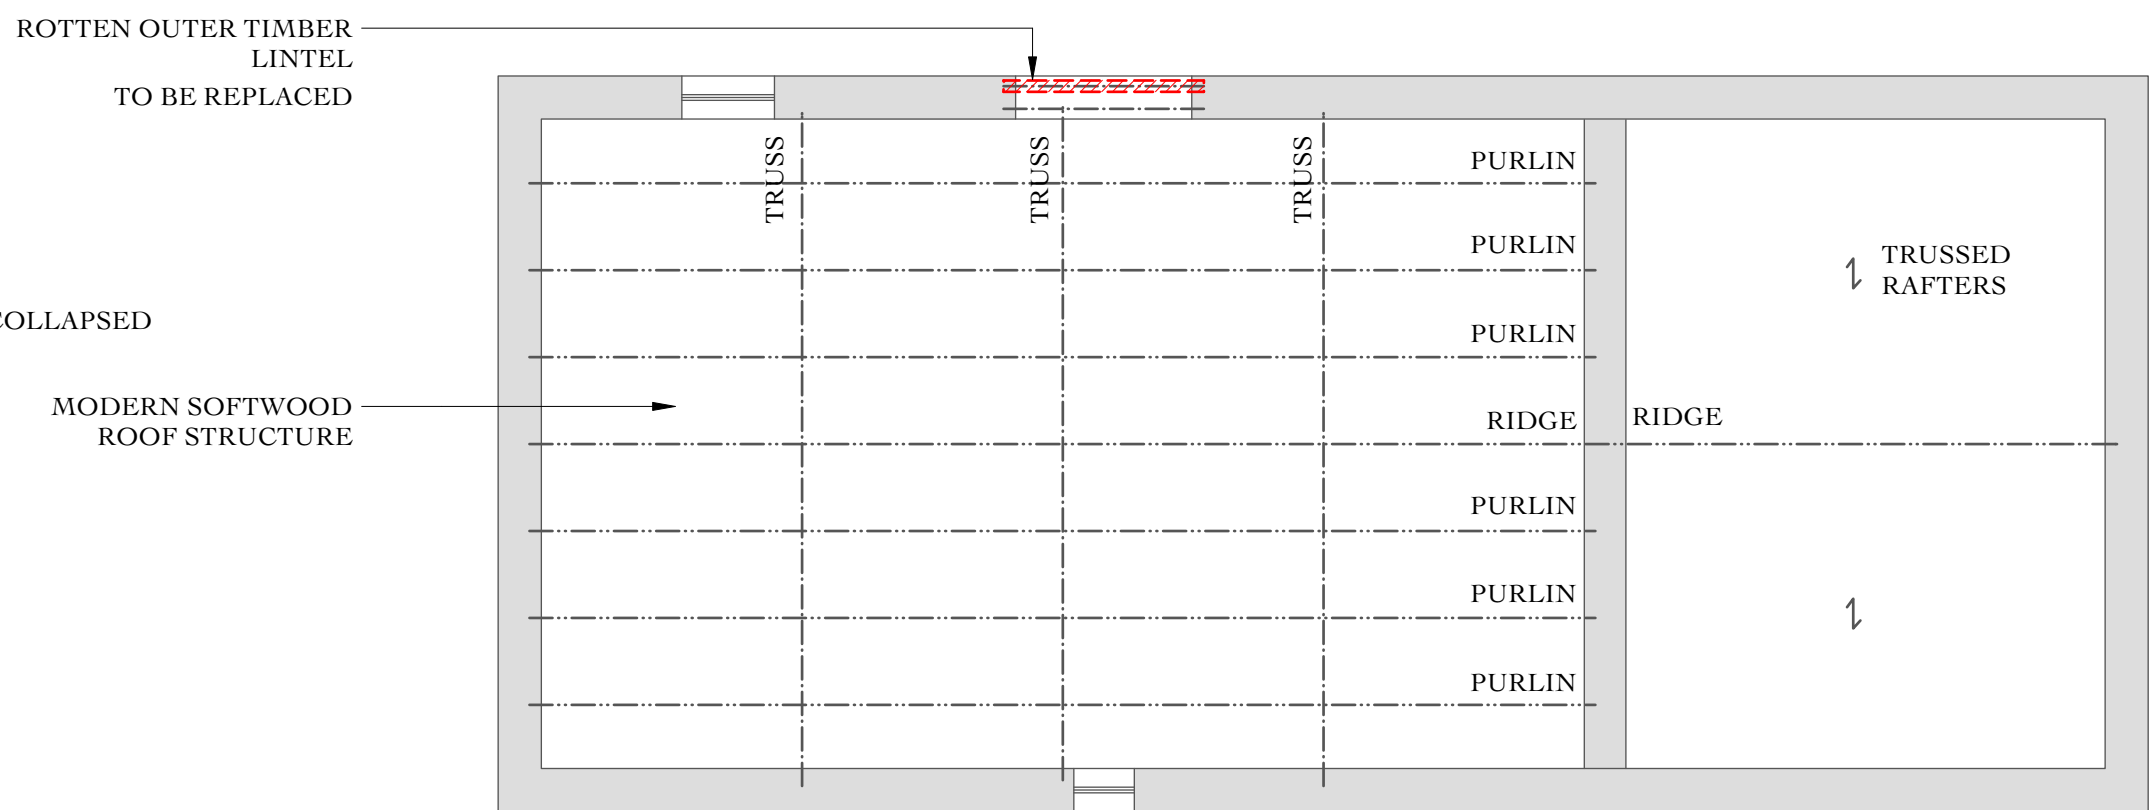 ROTTEN OUTER TIMBER
LINTEL
TO BE REPLACED
TRUSS
TRUSS
TRUSS
PURLIN
PURLIN
TRUSSED
RAFTERS
COLLAPSED
PURLIN
MODERN SOFTWOOD
ROOF STRUCTURE
RIDGE
RIDGE
PURLIN
PURLIN
PURLIN